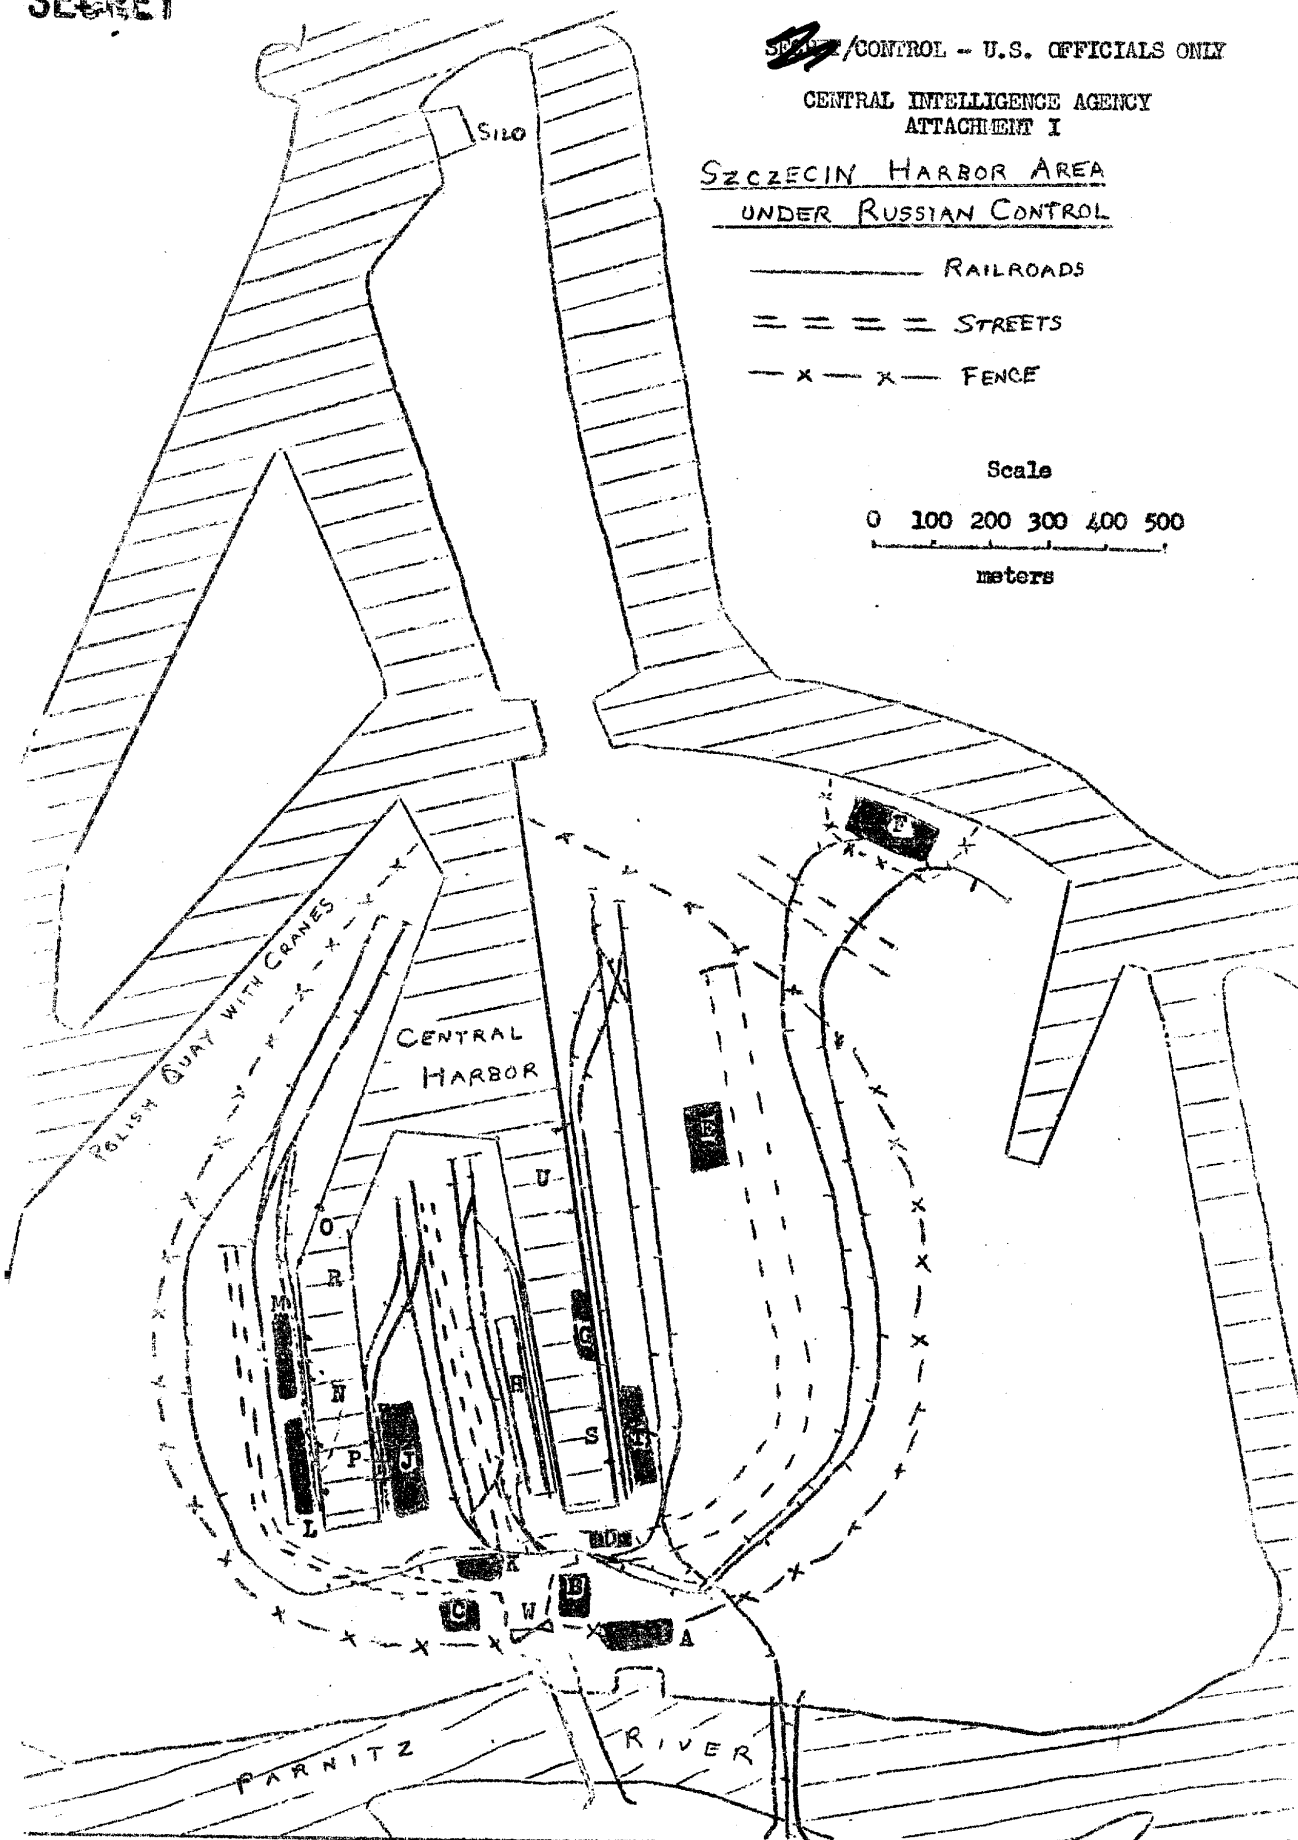 SECRET
/CONTROL - U.S. OFFICIALS ONLY
CENTRAL INTELLIGENCE AGENCY
ATTACHMENT I
SZCZECIN HARBOR AREA
UNDER RUSSIAN CONTROL
RAILROADS
STREETS
FENCE
Scale
0 100 200 300 400 500
meters
SILO
F
POLISH QUAY WITH CRANES
CENTRAL
HARBOR
E
U
O
R
M
G
N
H
S
P
J
L
D
K
B
C
W
A
PARNITZ
RIVER